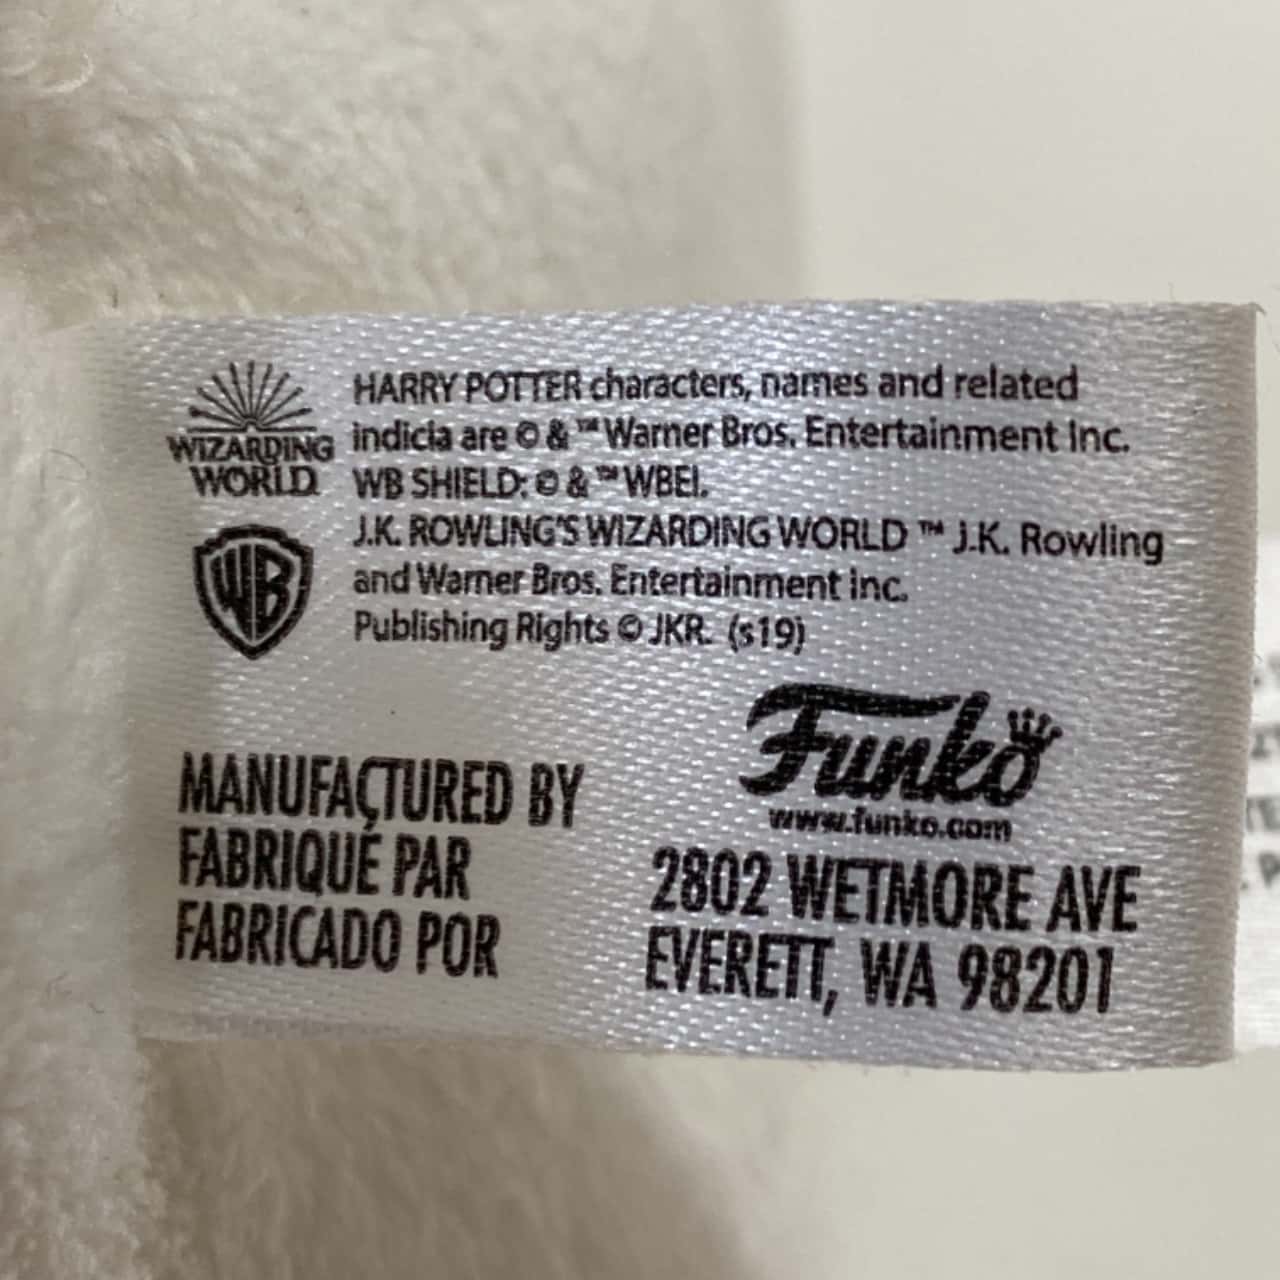 WIZARDING
WORLD
HARRY POTTER characters, names and related
indicia are © & ™ Warner Bros. Entertainment Inc.
WB SHIELD: © & ™ WBEI.
J.K. ROWLING'S WIZARDING WORLD ™ J.K. Rowling
and Warner Bros. Entertainment Inc.
Publishing Rights © JKR. (s19)
WB
MANUFACTURED BY
FABRIQUÉ PAR
FABRICADO POR
Funko
www.funko.com
2802 WETMORE AVE
EVERETT, WA 98201